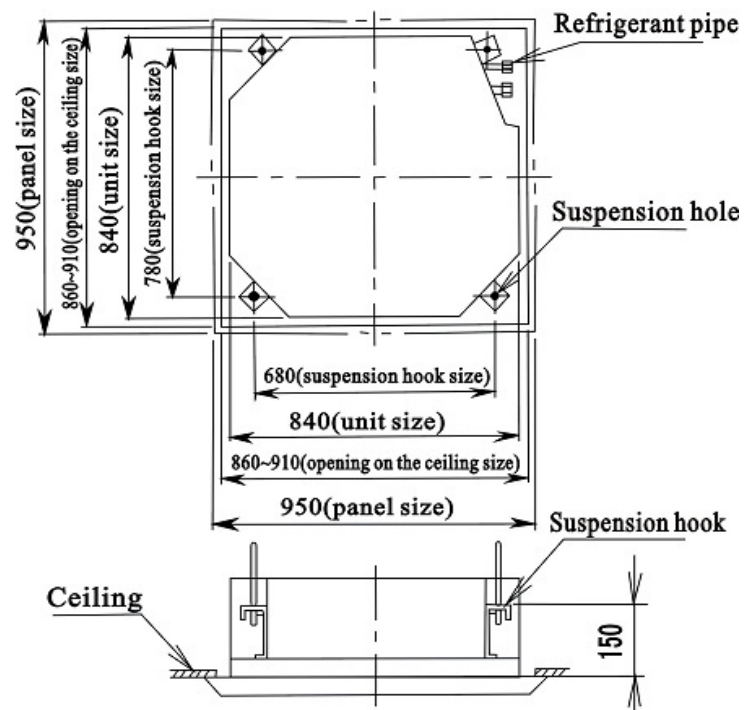 Refrigerant pipe
950(panel size)
860~910(opening on the ceiling size)
840(unit size)
780(suspension hook size)
Suspension hole
680(suspension hook size)
840(unit size)
860~910(opening on the ceiling size)
950(panel size)
Suspension hook
Ceiling
150